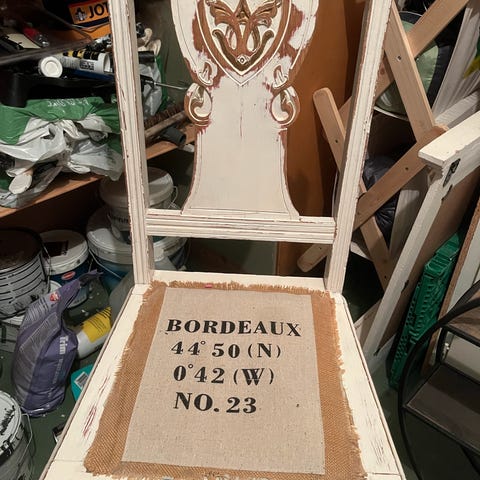 BORDEAUX
44° 50 (N)
0° 42 (W)
NO. 23